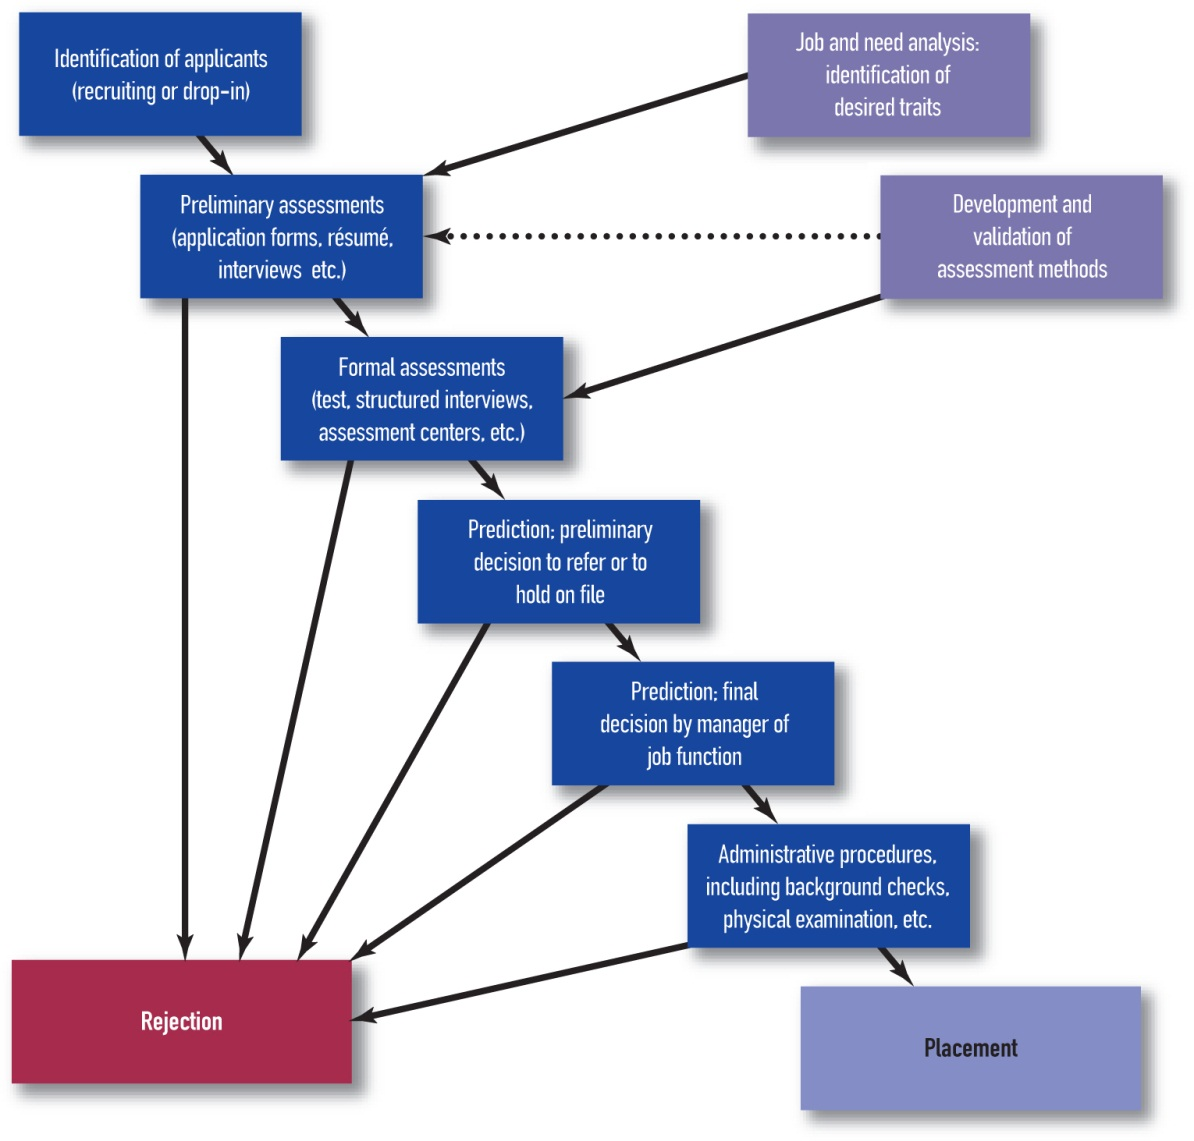 Identification of applicants
(recruiting or drop-in)
Job and need analysis:
identification of
desired traits
Preliminary assessments
(application forms, résumé,
interviews etc.)
Development and
validation of
assessment methods
Formal assessments
(test, structured interviews,
assessment centers, etc.)
Prediction; preliminary
decision to refer or to
hold on file
Prediction; final
decision by manager of
job function
Administrative procedures,
including background checks,
physical examination, etc.
Rejection
Placement